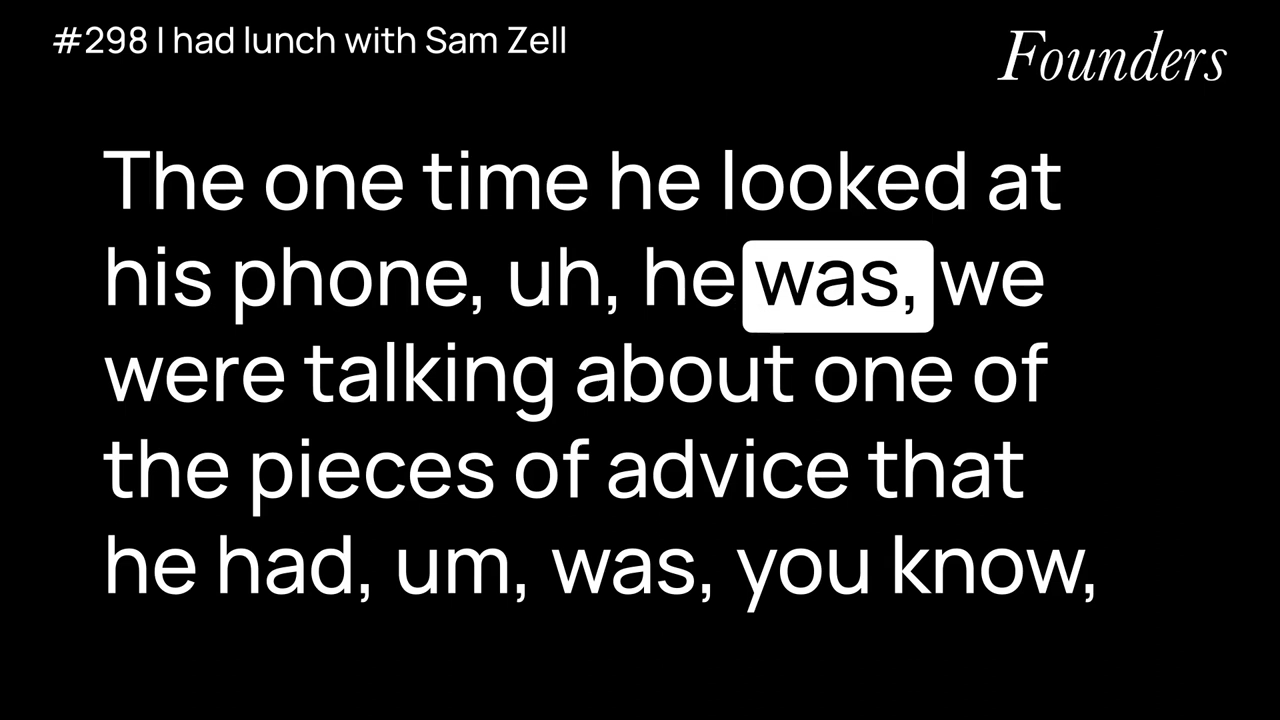 #298 I had lunch with Sam Zell
Founders
The one time he looked at
his phone, uh, he was, we
were talking about one of
the pieces of advice that
he had, um, was, you know,